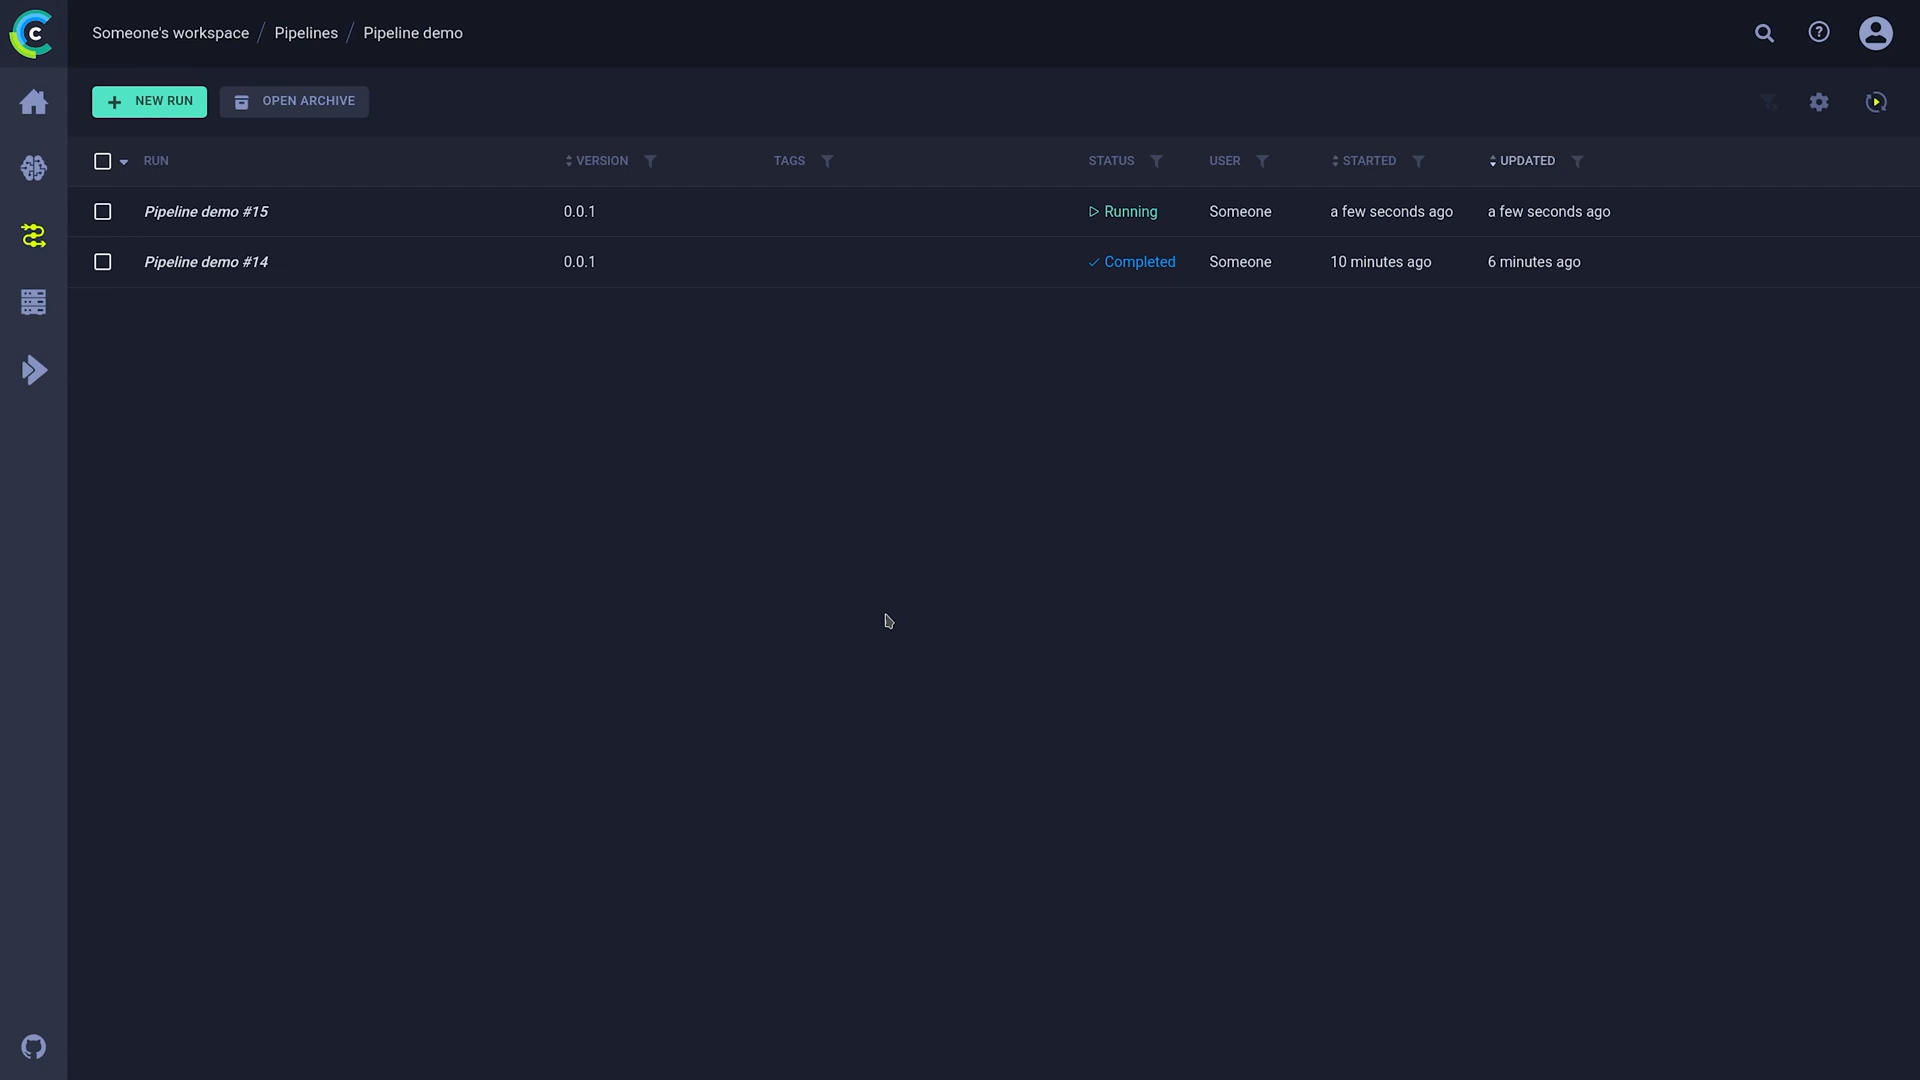 C
Someone's workspace / Pipelines / Pipeline demo
?
+ NEW RUN OPEN ARCHIVE
RUN VERSION TAGS STATUS USER STARTED UPDATED
Pipeline demo #15 0.0.1 Running Someone a few seconds ago a few seconds ago
Pipeline demo #14 0.0.1 Completed Someone 10 minutes ago 6 minutes ago